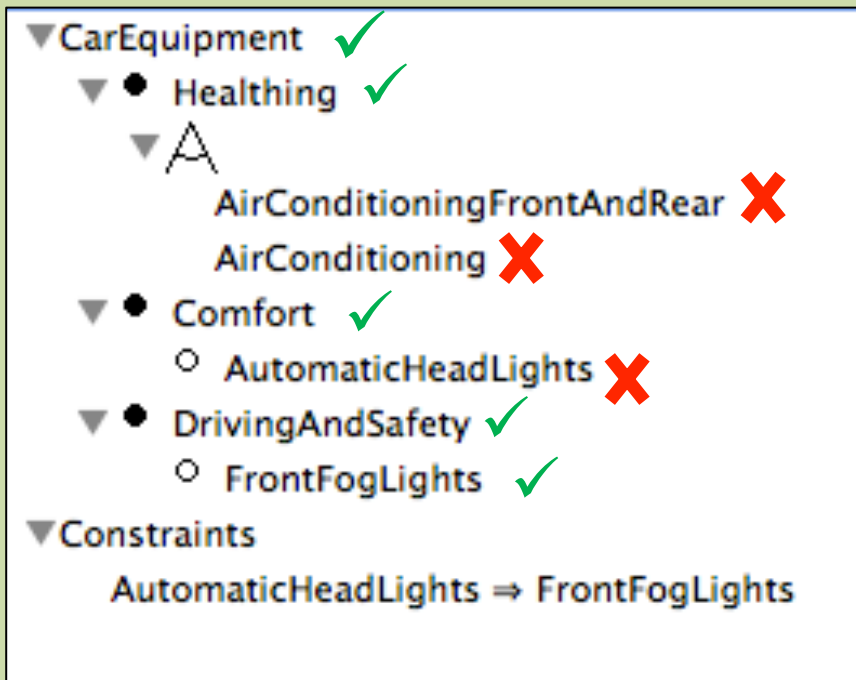 CarEquipment
Healthing
AirConditioningFrontAndRear
AirConditioning
Comfort
AutomaticHeadLights
DrivingAndSafety
FrontFogLights
Constraints
AutomaticHeadLights ⇒ FrontFogLights